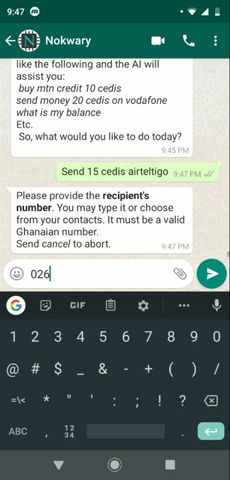 9:47
Nokwary
like the following and the AI will
assist you:
buy mtn credit 10 cedis
send money 20 cedis on vodafone
what is my balance
Etc.
So, what would you like to do today?
9:45 PM
Send 15 cedis airteltigo 9:47 PM
Please provide the recipient's
number. You may type it or choose
from your contacts. It must be a valid
Ghanaian number.
Send cancel to abort.
9:47 PM
026
GIF
1 2 3 4 5 6 7 8 9 0
@ # $ _ & - + ( ) /
=\< * " ' : ; ! ?
ABC , 12 34 .